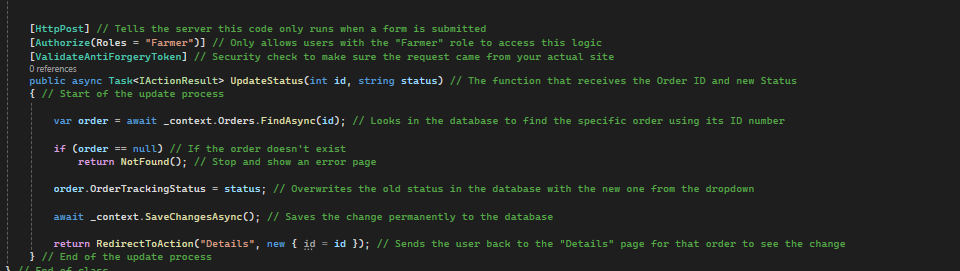 [HttpPost] // Tells the server this code only runs when a form is submitted
[Authorize(Roles = "Farmer")] // Only allows users with the "Farmer" role to access this logic
[ValidateAntiForgeryToken] // Security check to make sure the request came from your actual site
0 references
public async Task<IActionResult> UpdateStatus(int id, string status) // The function that receives the Order ID and new Status
{ // Start of the update process
var order = await _context.Orders.FindAsync(id); // Looks in the database to find the specific order using its ID number
if (order == null) // If the order doesn't exist
return NotFound(); // Stop and show an error page
order.OrderTrackingStatus = status; // Overwrites the old status in the database with the new one from the dropdown
await _context.SaveChangesAsync(); // Saves the change permanently to the database
return RedirectToAction("Details", new { id = id }); // Sends the user back to the "Details" page for that order to see the change
} // End of the update process
} // End of class